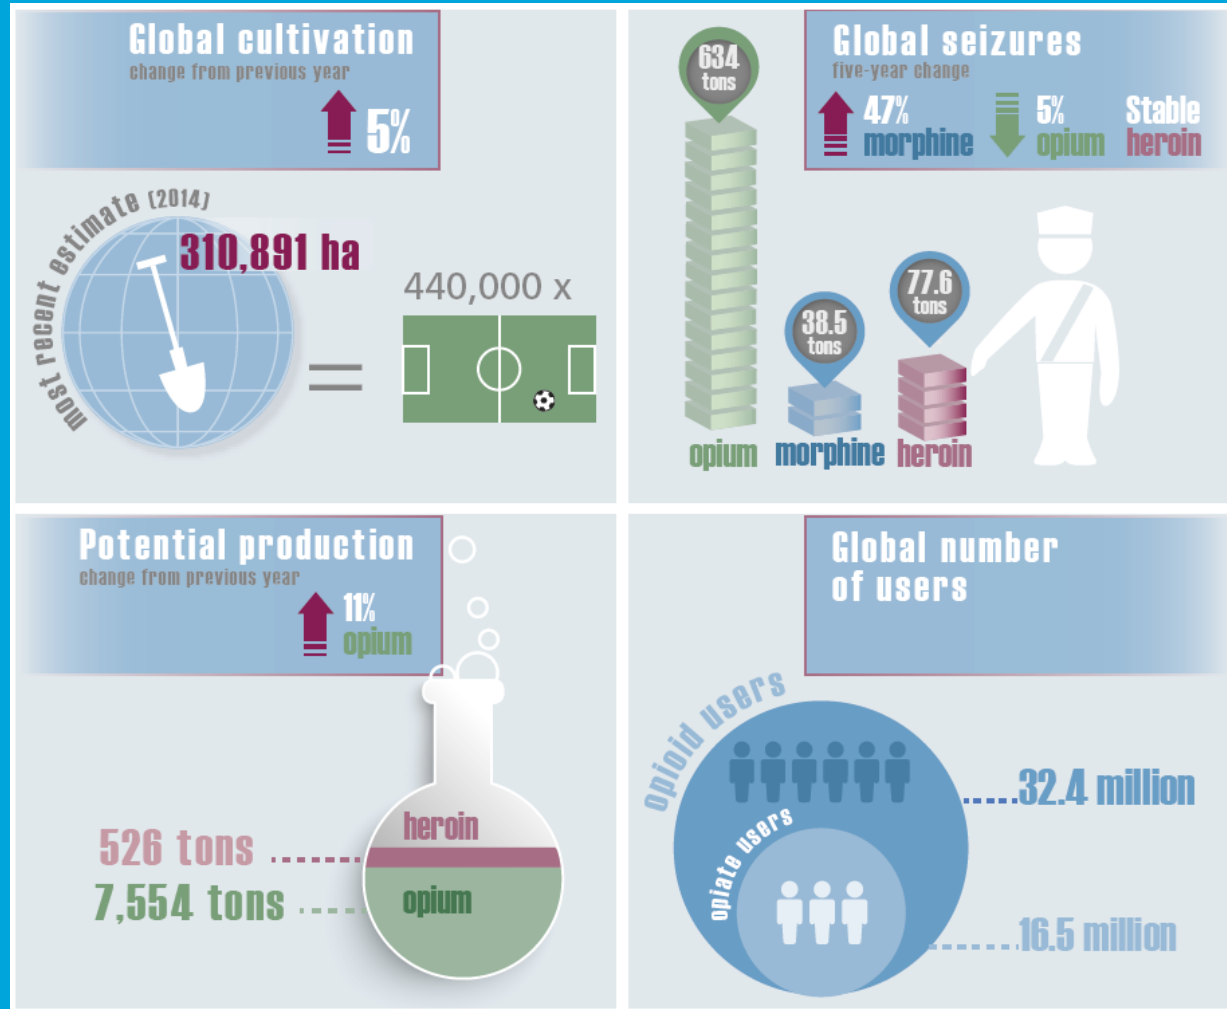 Global cultivation
change from previous year
5%
most recent estimate (2014)
310,891 ha
=
440,000 x
Global seizures
five-year change
47%
morphine
5%
opium
Stable
heroin
634
tons
38.5
tons
77.6
tons
opium
morphine
heroin
Potential production
change from previous year
11%
opium
heroin
526 tons
7,554 tons
opium
Global number
of users
opioid users
32.4 million
opiate users
16.5 million